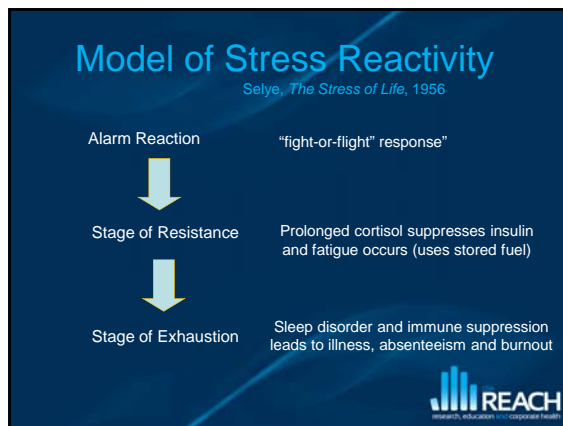 Model of Stress Reactivity
Selye, The Stress of Life, 1956
Alarm Reaction
“fight-or-flight” response”
Stage of Resistance
Prolonged cortisol suppresses insulin
and fatigue occurs (uses stored fuel)
Stage of Exhaustion
Sleep disorder and immune suppression
leads to illness, absenteeism and burnout
REACH
research, education and corporate health